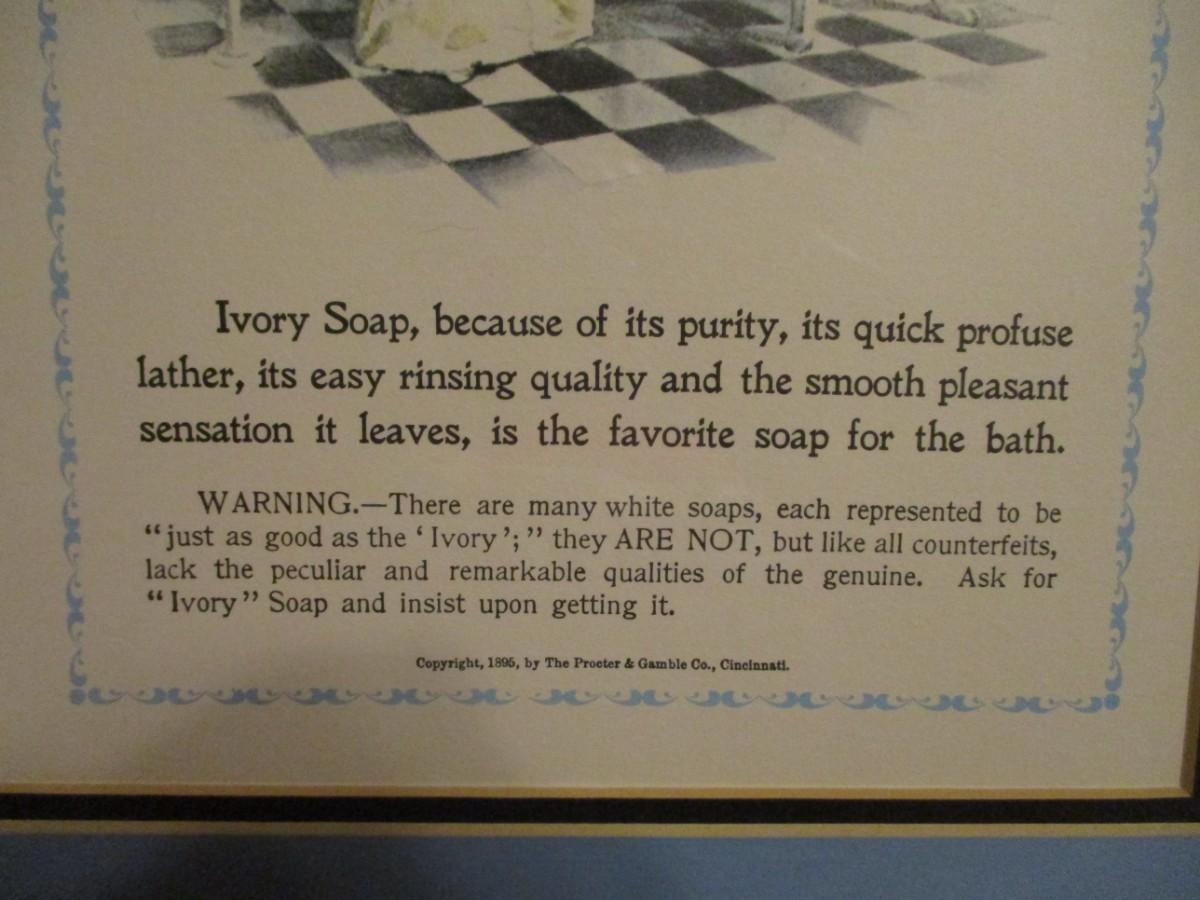 Ivory Soap, because of its purity, its quick profuse
lather, its easy rinsing quality and the smooth pleasant
sensation it leaves, is the favorite soap for the bath.
WARNING.—There are many white soaps, each represented to be
“just as good as the ‘Ivory’;” they ARE NOT, but like all counterfeits,
lack the peculiar and remarkable qualities of the genuine. Ask for
“Ivory” Soap and insist upon getting it.
Copyright, 1895, by The Procter & Gamble Co., Cincinnati.